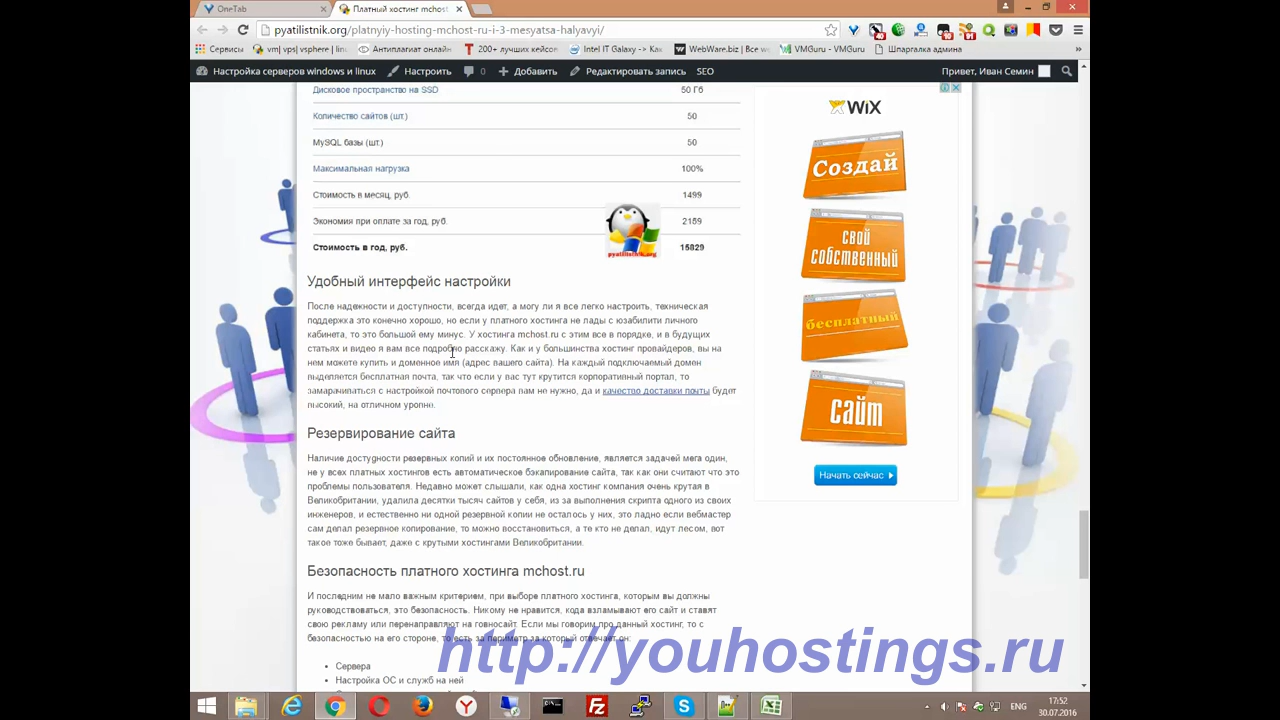 OneTab
Платный хостинг mchost
pyatilistnik.org/platnyiy-hosting-mchost-ru-i-3-mesyatsa-halyavyi/
Сервисы
vm| vps| vsphere | linu
Антиплагиат онлайн
200+ лучших кейсов
Intel IT Galaxy -> Как
WebWare.biz | Все в
VMGuru - VMGuru
Шпаргалка админа
Настройка серверов windows и linux
Настроить
0
Добавить
Редактировать запись
SEO
Привет, Иван Семин
Дисковое пространство на SSD
50 Гб
Количество сайтов (шт.)
50
MySQL базы (шт.)
50
Максимальная нагрузка
100%
Стоимость в месяц, руб.
1499
Экономия при оплате за год, руб.
2159
Стоимость в год, руб.
15829
pyatilistnik.org
Удобный интерфейс настройки
После надежности и доступности, всегда идет, а могу ли я все легко настроить, техническая
поддержка это конечно хорошо, но если у платного хостинга не лады с юзабилити личного
кабинета, то это большой ему минус. У хостинга mchost.ru с этим все в порядке, и в будущих
статьях и видео я вам все подробно расскажу. Как и у большинства хостинг провайдеров, вы на
нем можете купить и доменное имя (адрес вашего сайта). На каждый подключаемый домен
выделяется бесплатная почта, так что если у вас тут крутится корпоративный портал, то
заморачиваться с настройкой почтового сервера вам не нужно, да и качество доставки почты будет
высокий, на отличном уровне.
Резервирование сайта
Наличие достудности резервных копий и их постоянное обновление, является задачей мега один,
не у всех платных хостингов есть автоматическое бэкапирование сайта, так как они считают что это
проблемы пользователя. Недавно может слышали, как одна хостинг компания очень крутая в
Великобритании, удалила десятки тысяч сайтов у себя, из за выполнения скрипта одного из своих
инженеров, и естественно ни одной резервной копии не осталось у них, это ладно если вебмастер
сам делал резервное копирование, то можно восстановиться, а те кто не делал, идут лесом, вот
такое тоже бывает, даже с крутыми хостингами Великобритании.
Безопасность платного хостинга mchost.ru
И последним не мало важным критерием, при выборе платного хостинга, которым вы должны
руководствоваться, это безопасность. Никому не нравится, кода взламывают его сайт и ставят
свою рекламу или перенаправляют на говносайт. Если мы говорим про данный хостинг, то с
безопасностью на его стороне, то есть за периметр за который отвечает он:
Сервера
Настройка ОС и служб на ней
WiX
Создай
свой
собственный
бесплатный
сайт
Начать сейчас
http://youhostings.ru
ENG
17:52
30.07.2016